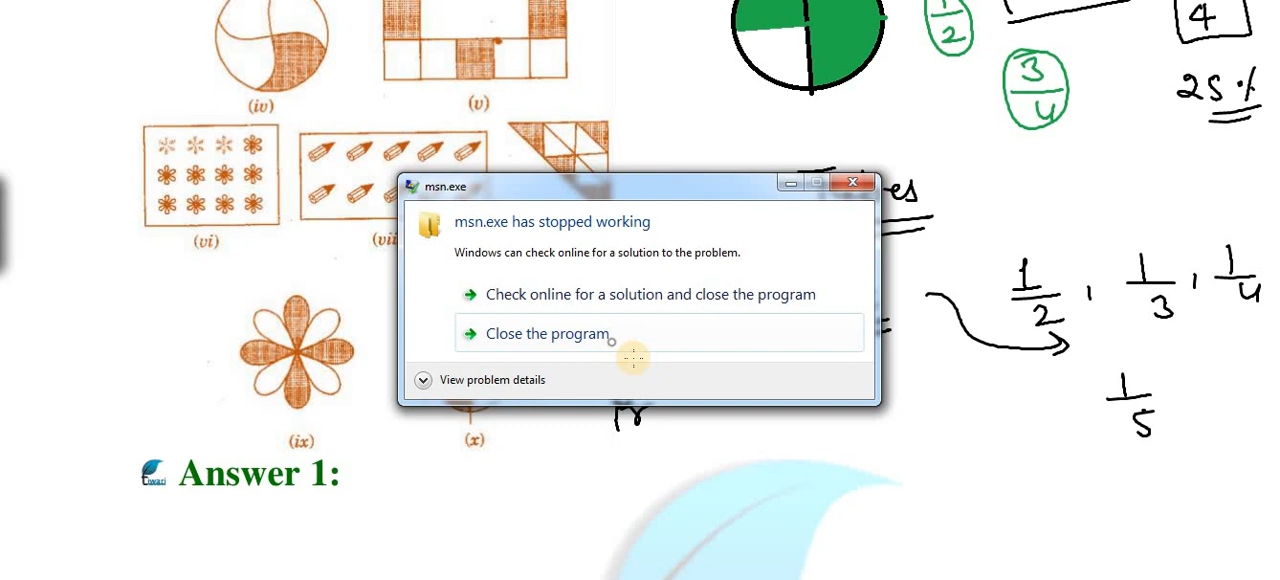 1
2
4
3
4
25 %
(iv)
(v)
(vi)
msn.exe
msn.exe has stopped working
Windows can check online for a solution to the problem.
Check online for a solution and close the program
Close the program
View problem details
1
2
,
1
3
,
1
4
1
5
(ix)
(x)
Answer 1: